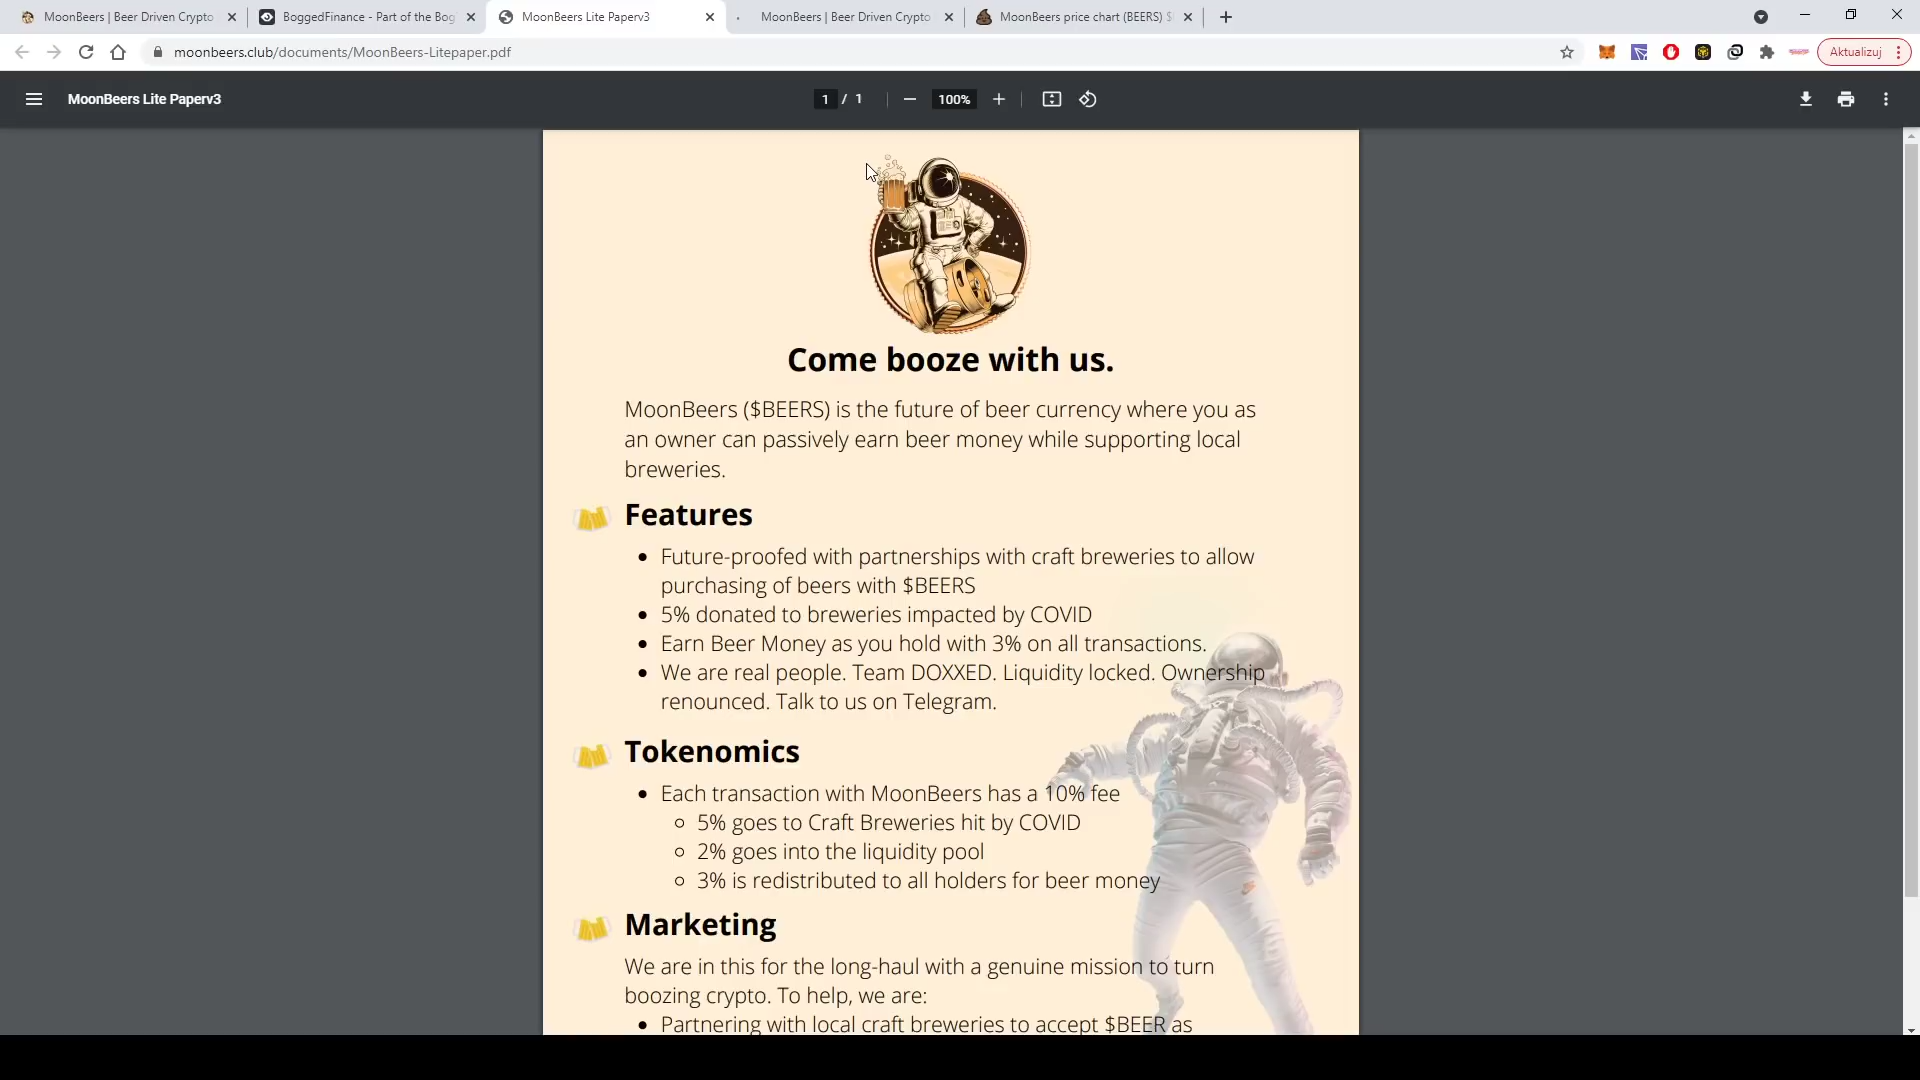 MoonBeers | Beer Driven Crypto
BoggedFinance - Part of the Bog
MoonBeers Lite Paperv3
MoonBeers | Beer Driven Crypto
MoonBeers price chart (BEERS) $
moonbeers.club/documents/MoonBeers-Litepaper.pdf
Aktualizuj
MoonBeers Lite Paperv3
1 / 1
100%
Come booze with us.
MoonBeers ($BEERS) is the future of beer currency where you as
an owner can passively earn beer money while supporting local
breweries.
Features
Future-proofed with partnerships with craft breweries to allow
purchasing of beers with $BEERS
5% donated to breweries impacted by COVID
Earn Beer Money as you hold with 3% on all transactions.
We are real people. Team DOXXED. Liquidity locked. Ownership
renounced. Talk to us on Telegram.
Tokenomics
Each transaction with MoonBeers has a 10% fee
5% goes to Craft Breweries hit by COVID
2% goes into the liquidity pool
3% is redistributed to all holders for beer money
Marketing
We are in this for the long-haul with a genuine mission to turn
boozing crypto. To help, we are:
Partnering with local craft breweries to accept $BEER as